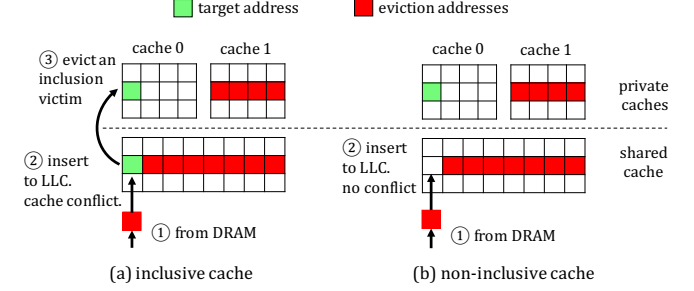 target address
eviction addresses
cache 0
cache 1
③ evict an
inclusion
victim
② insert
to LLC.
cache conflict.
① from DRAM
(a) inclusive cache
cache 0
cache 1
private
caches
② insert
to LLC.
no conflict
shared
cache
① from DRAM
(b) non-inclusive cache